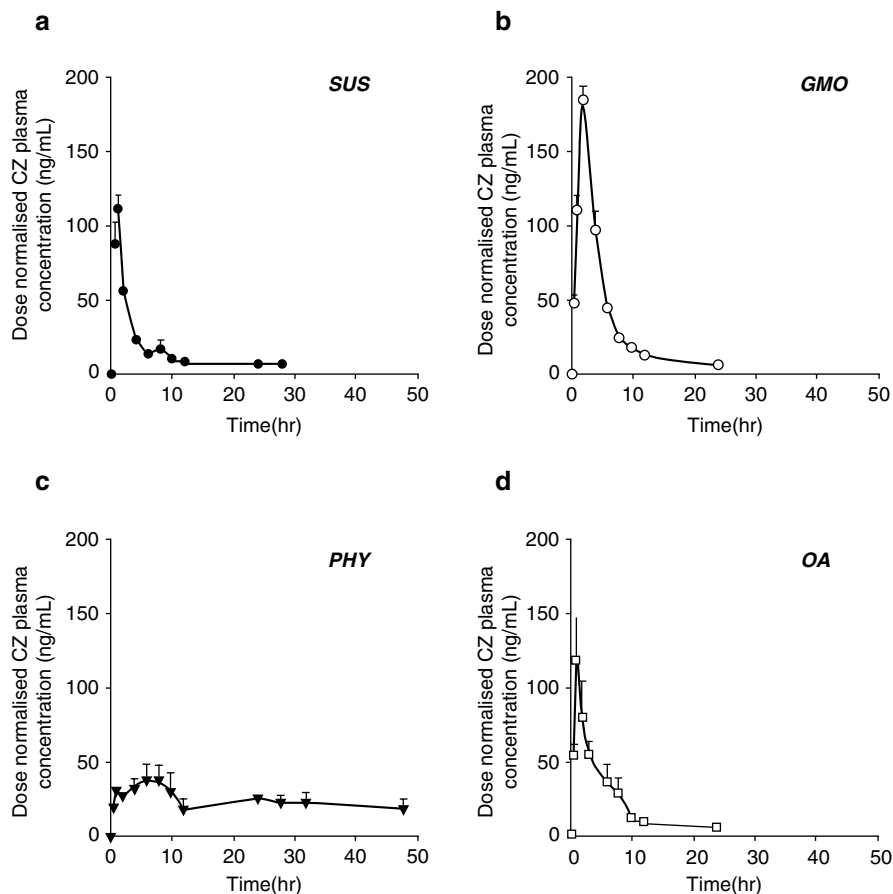 a
SUS
Dose normalised CZ plasma
concentration (ng/mL)
200
150
100
50
0
0 10 20 30 40 50
Time(hr)
b
GMO
Dose normalised CZ plasma
concentration (ng/mL)
200
150
100
50
0
0 10 20 30 40 50
Time(hr)
c
PHY
Dose normalised CZ plasma
concentration (ng/mL)
200
150
100
50
0
0 10 20 30 40 50
Time(hr)
d
OA
Dose normalised CZ plasma
concentration (ng/mL)
200
150
100
50
0
0 10 20 30 40 50
Time(hr)